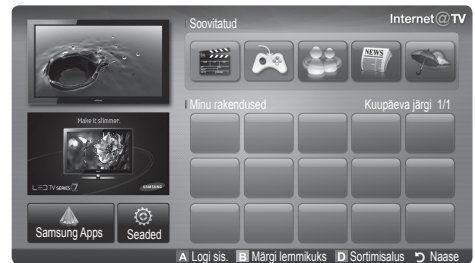 Internet@TV
Soovitatud
NEWS
Minu rakendused Kuupäeva järgi 1/1
Make it slimmer.
LED TV SERIES 7 SAMSUNG
Samsung Apps Seaded
A Logi sis. B Märgi lemmikuks D Sortimisalus Naase